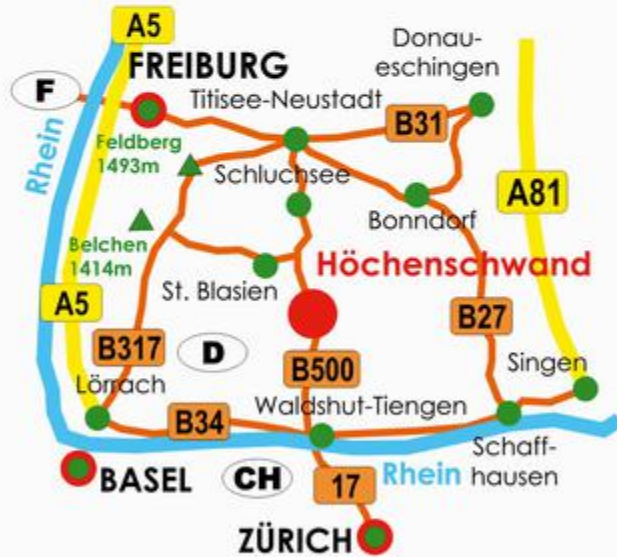 A5
Donau-
eschingen
FREIBURG
F
Titisee-Neustadt
B31
Rhein
Feldberg
1493m
Schluchsee
A81
Bonndorf
Belchen
1414m
Höchenschwand
St. Blasien
A5
B27
B317
D
B500
Singen
Lörrach
Waldshut-Tiengen
B34
Schaff-
hausen
BASEL
CH
17
Rhein
ZÜRICH